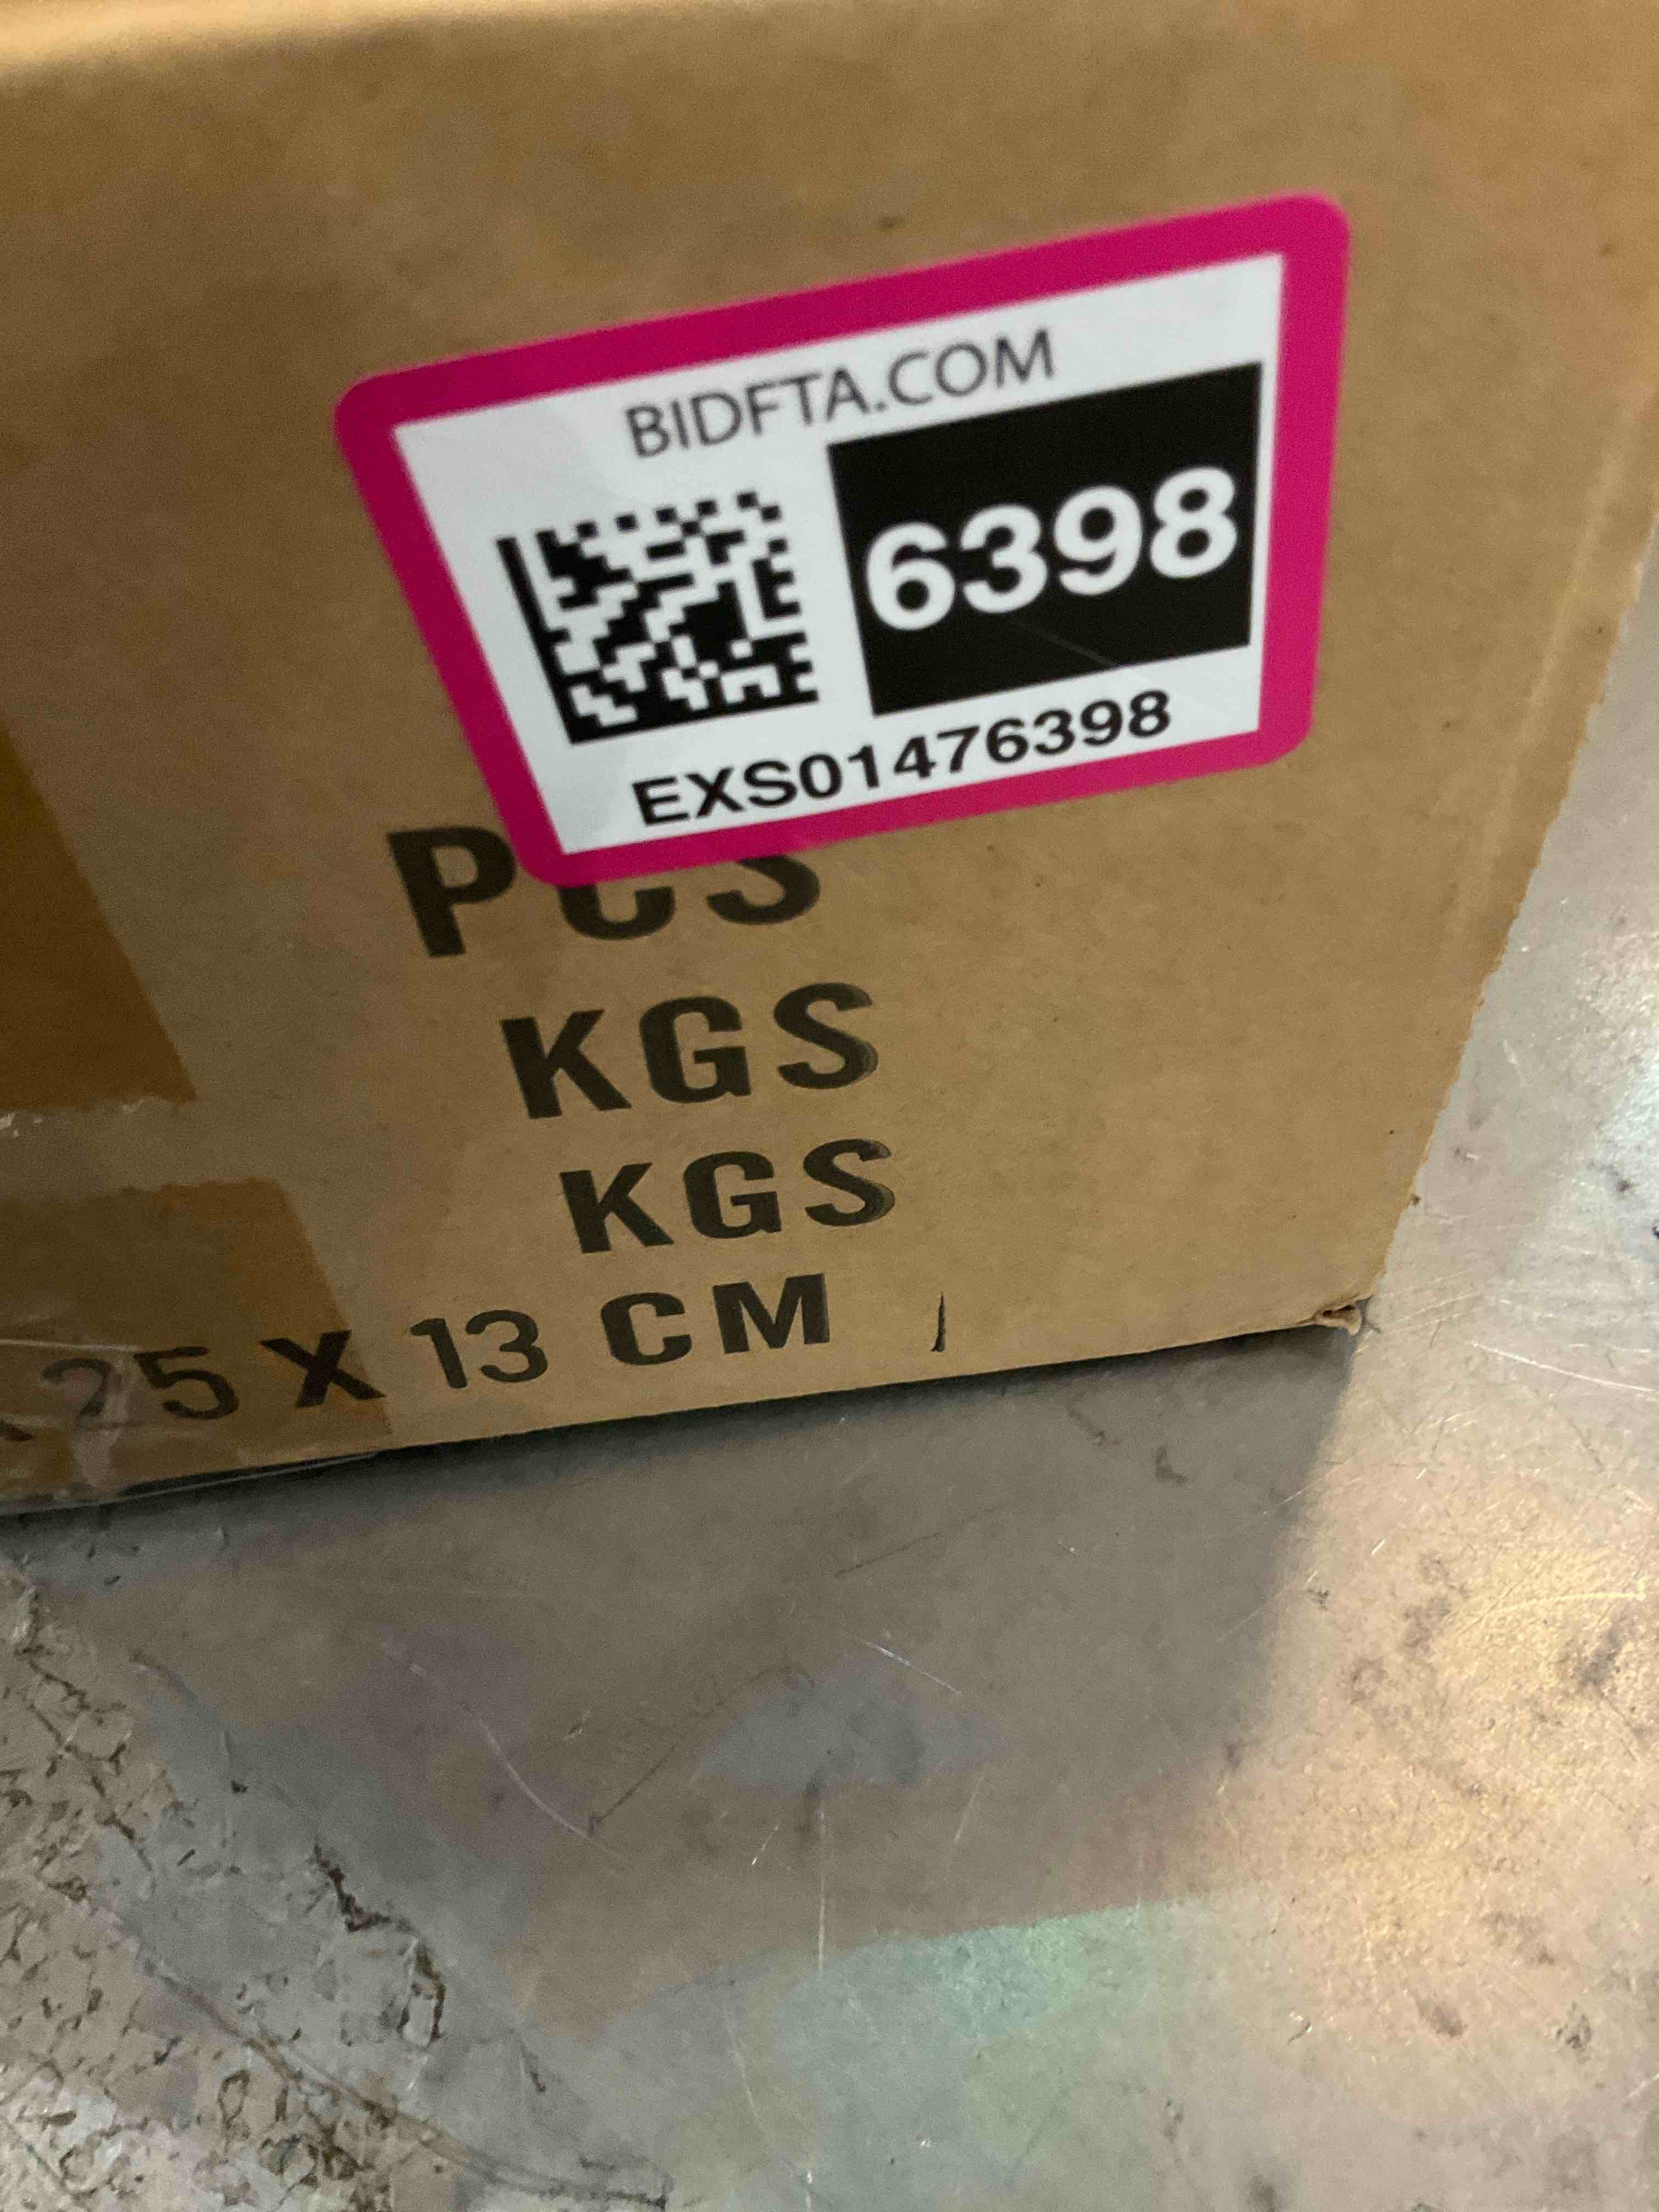 BIDFTA.COM
6398
EXS01476398
PCS
KGS
KGS
25 X 13 CM